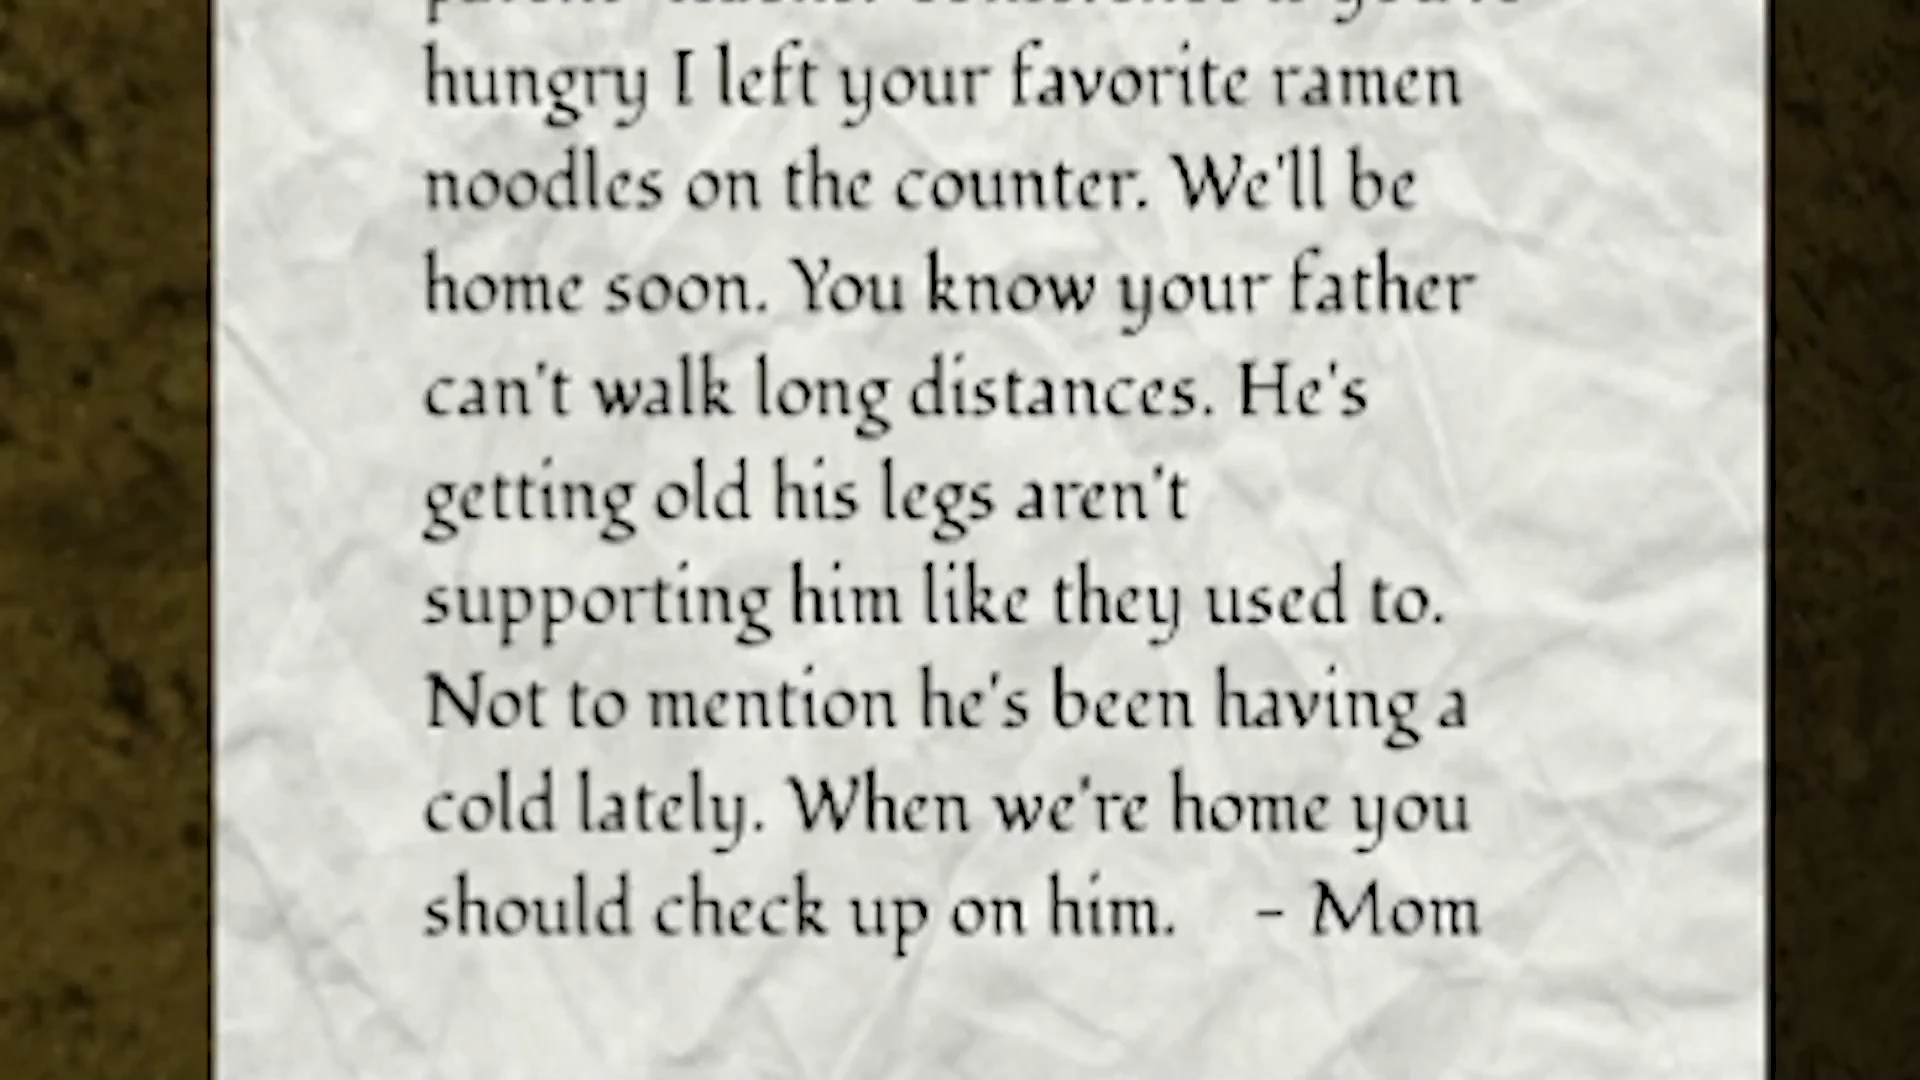 hungry I left your favorite ramen
noodles on the counter. We'll be
home soon. You know your father
can't walk long distances. He's
getting old his legs aren't
supporting him like they used to.
Not to mention he's been having a
cold lately. When we're home you
should check up on him. - Mom